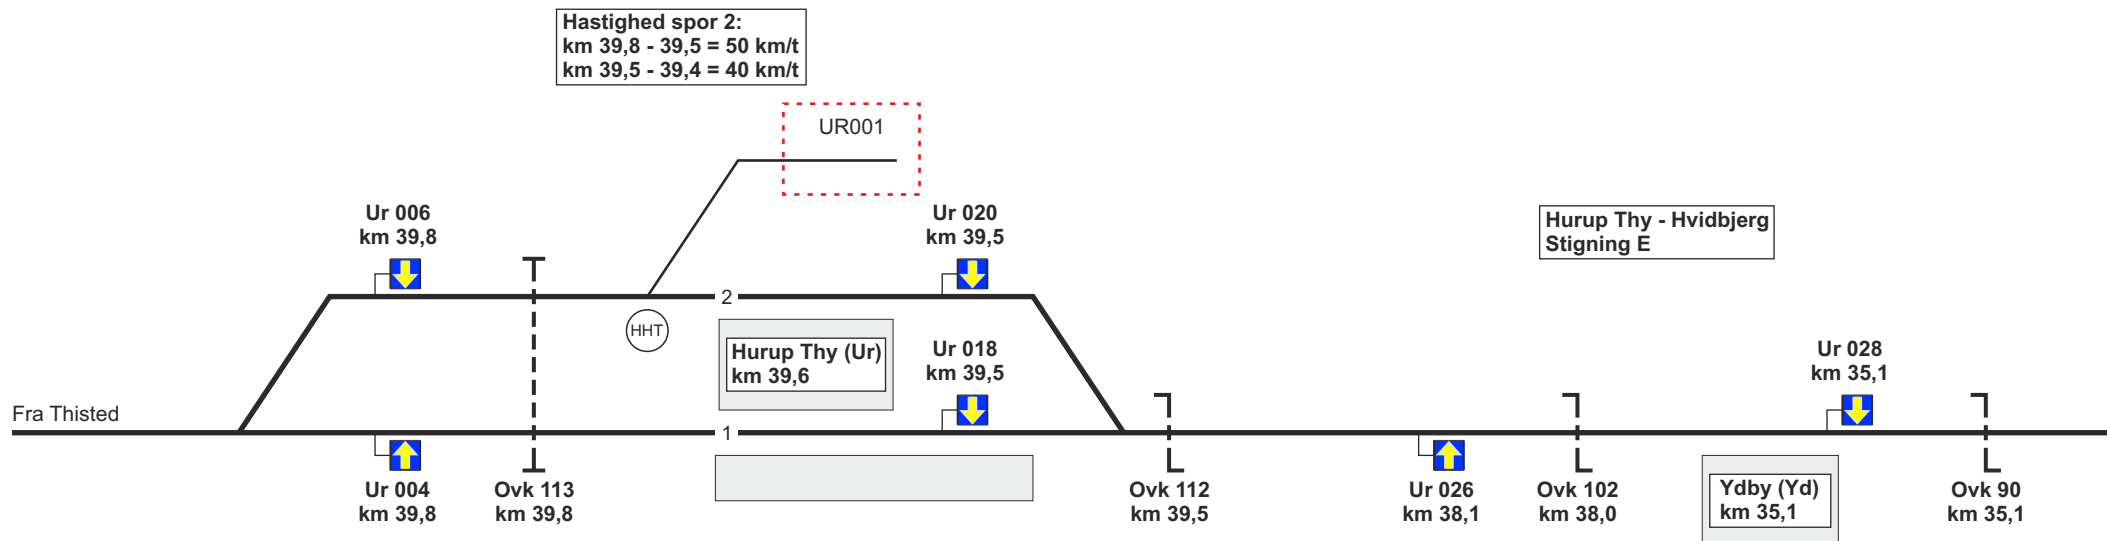 Hastighed spor 2:
km 39,8 - 39,5 = 50 km/t
km 39,5 - 39,4 = 40 km/t
UR001
Ur 006
km 39,8
Ur 020
km 39,5
Hurup Thy - Hvidbjerg
Stigning E
2
HHT
Hurup Thy (Ur)
km 39,6
Ur 018
km 39,5
Ur 028
km 35,1
Fra Thisted
1
Ur 004
km 39,8
Ovk 113
km 39,8
Ovk 112
km 39,5
Ur 026
km 38,1
Ovk 102
km 38,0
Ydby (Yd)
km 35,1
Ovk 90
km 35,1